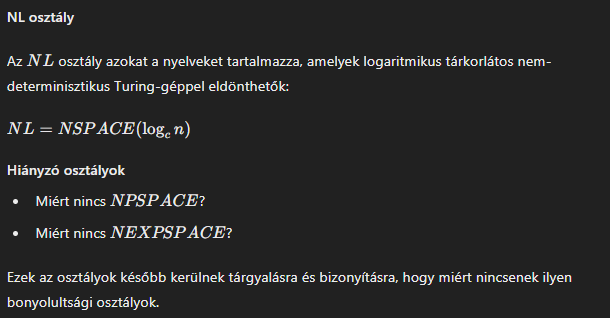 NL osztály
Az NL osztály azokat a nyelveket tartalmazza, amelyek logaritmikus tárkorlátos nem-
determinisztikus Turing-géppel eldönthetők:
NL = NSPACE(log_c n)
Hiányzó osztályok
• Miért nincs NPSPACE?
• Miért nincs NEXPSPACE?
Ezek az osztályok később kerülnek tárgyalásra és bizonyításra, hogy miért nincsenek ilyen
bonyolultsági osztályok.